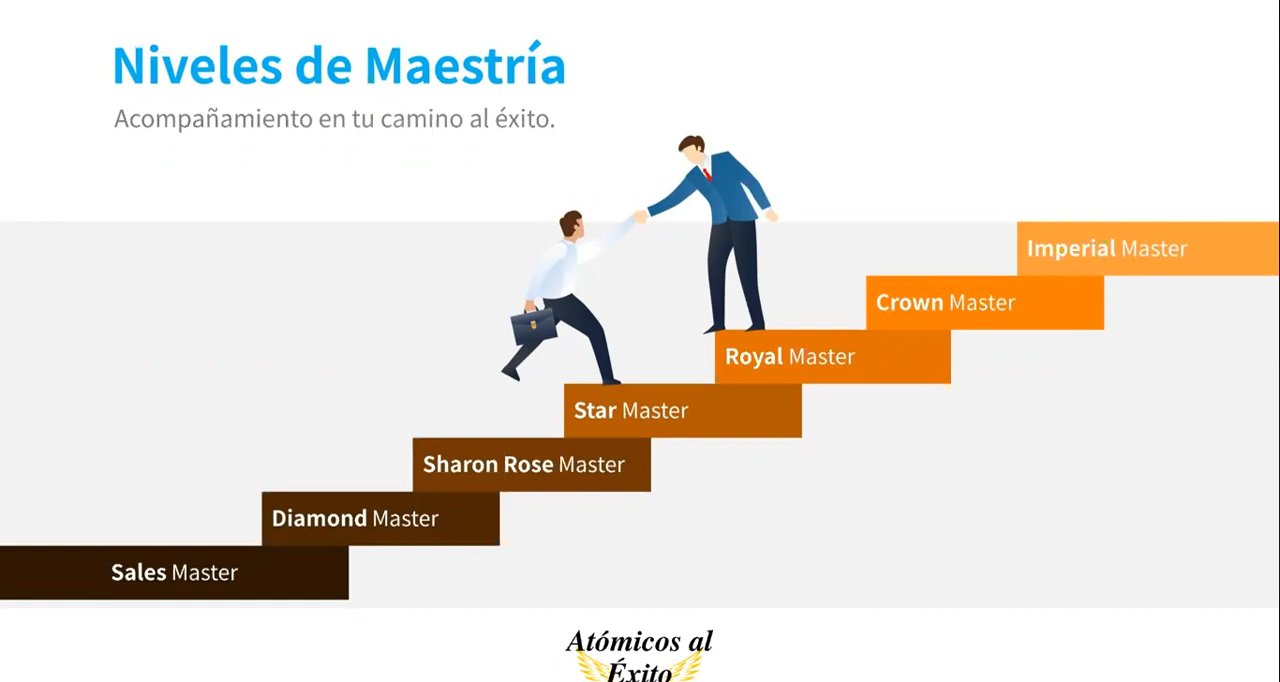 Niveles de Maestría
Acompañamiento en tu camino al éxito.
Imperial Master
Crown Master
Royal Master
Star Master
Sharon Rose Master
Diamond Master
Sales Master
Atómicos al
Éxito